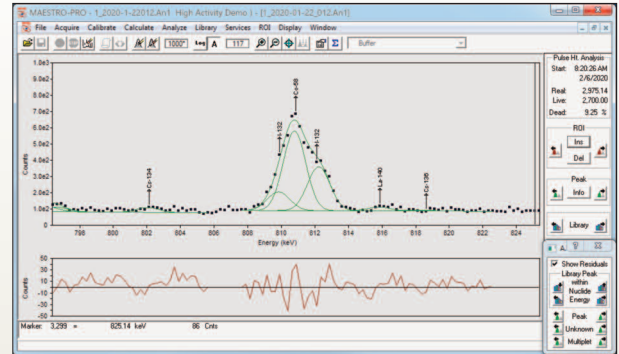 MAESTRO-PRO - 1_2020-1-22012.An1 High Activity Demo ) - [1_2020-01-22_012.An1]
File Acquire Calibrate Calculate Analyze Library Services ROI Display Window
1000" Log A 117 Buffer
Pulse Ht. Analysis
Start: 8:20:26 AM
2/6/2020
Real: 2,975.14
Live: 2,700.00
Dead: 9.25 %
ROI
Ins
Del
Peak
Info
Library
1.0e3
9.0e2
8.0e2
7.0e2
6.0e2
5.0e2
4.0e2
3.0e2
2.0e2
1.0e2
0
Counts
Cs-134
I-132
Co-58
I-132
La-140
Cs-136
798 800 802 804 806 808 810 812 814 816 818 820 822 824
Energy (keV)
50
30
10
-10
-30
-50
Counts
A ?
Show Residuals
Library Peak
within
Nuclide
Energy
Peak
Unknown
Multiplet
Marker: 3,299 = 825.14 keV 86 Cnts